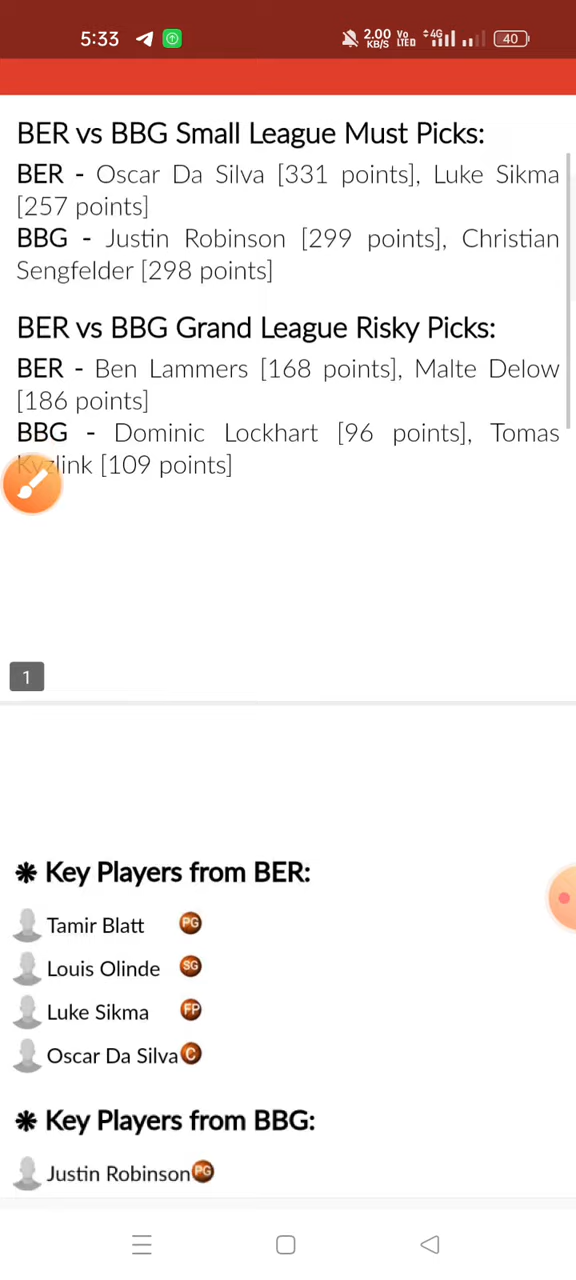 5:33
2.00 KB/S Vo LTED 4G 40
BER vs BBG Small League Must Picks:
BER - Oscar Da Silva [331 points], Luke Sikma
[257 points]
BBG - Justin Robinson [299 points], Christian
Sengfelder [298 points]
BER vs BBG Grand League Risky Picks:
BER - Ben Lammers [168 points], Malte Delow
[186 points]
BBG - Dominic Lockhart [96 points], Tomas
Kyzlink [109 points]
1
✱ Key Players from BER:
Tamir Blatt PG
Louis Olinde SG
Luke Sikma FP
Oscar Da Silva C
✱ Key Players from BBG:
Justin Robinson PG